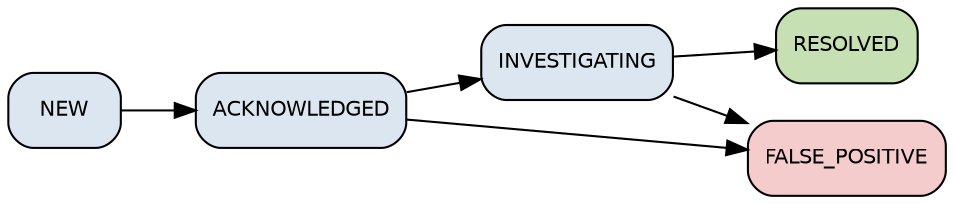 NEW
ACKNOWLEDGED
INVESTIGATING
RESOLVED
FALSE_POSITIVE